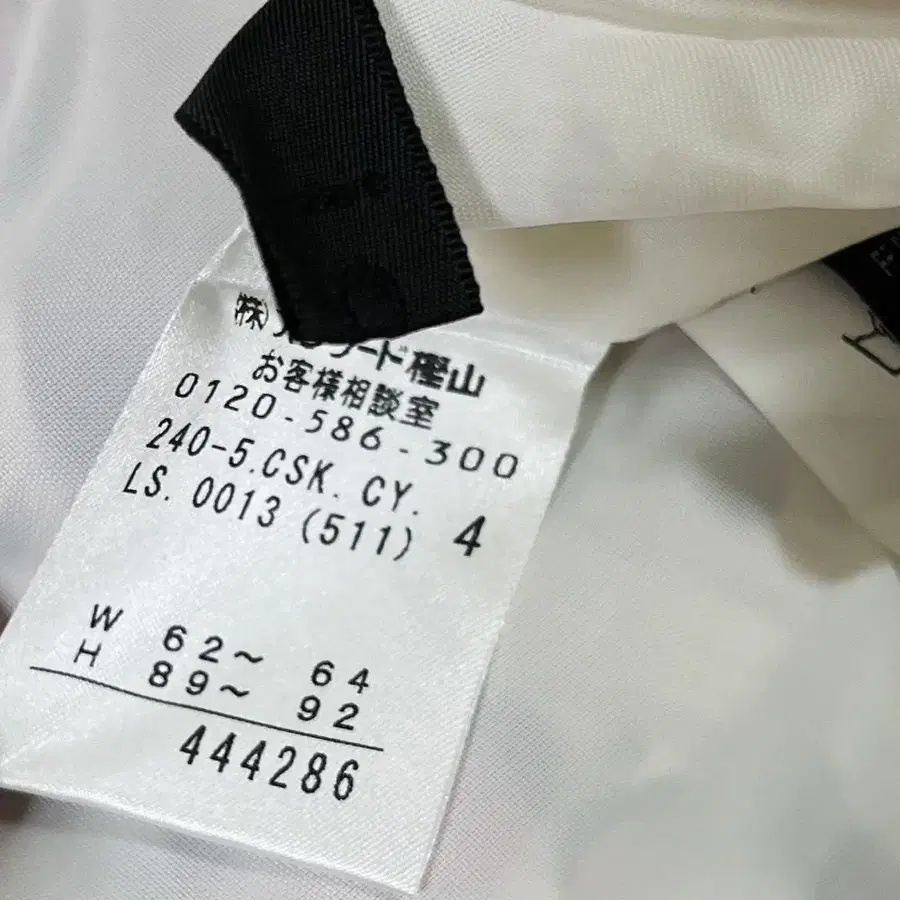 ㈱ ード樫山
お客様相談室
0120-586-300
240-5.CSK. CY.
LS. 0013 (511) 4
W 62～ 64
H 89～ 92
444286